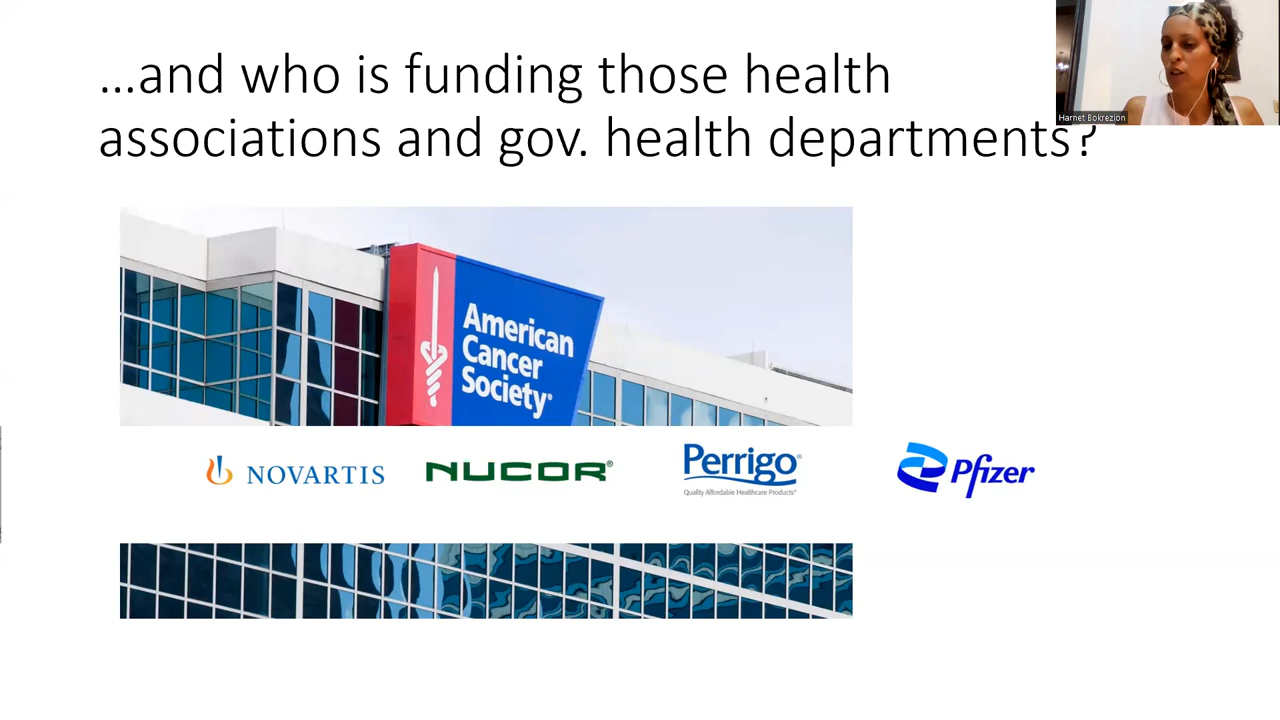 ...and who is funding those health
associations and gov. health departments?
Harnet Bokrezion
American
Cancer
Society®
NOVARTIS
NUCOR®
Perrigo®
Quality Affordable Healthcare Products®
Pfizer